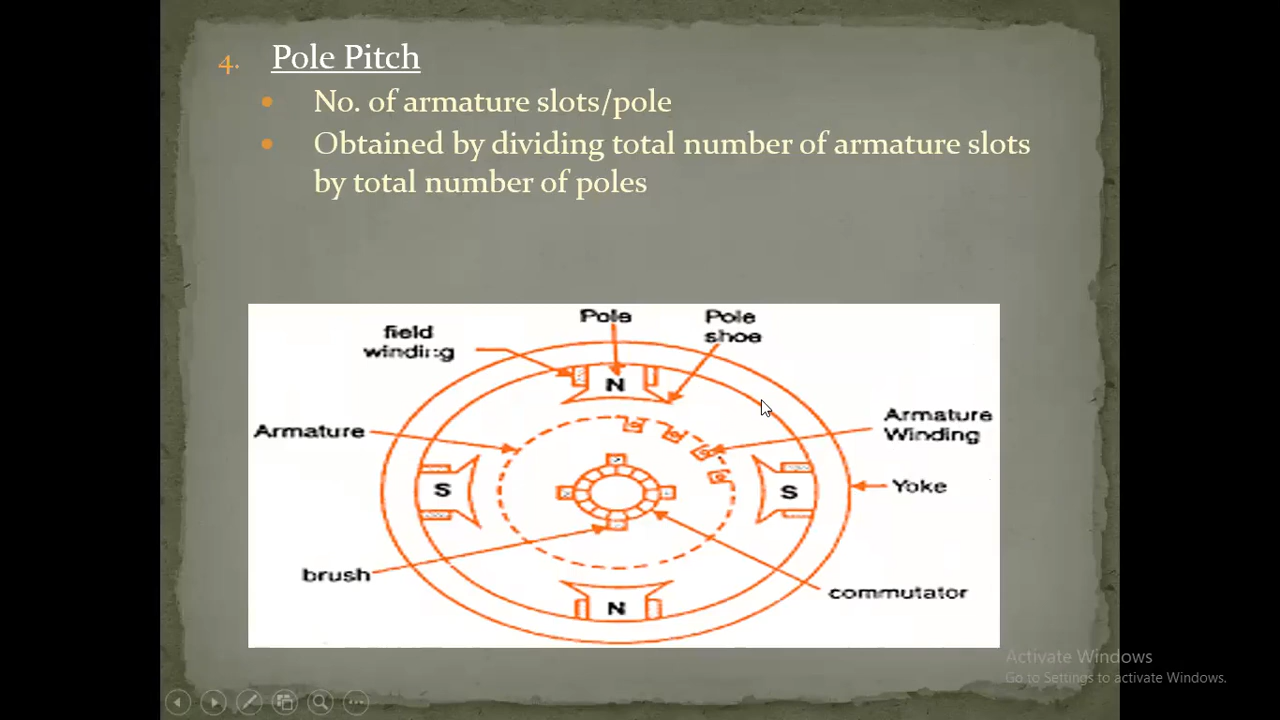 4. Pole Pitch
• No. of armature slots/pole
• Obtained by dividing total number of armature slots
by total number of poles
Pole
Pole
shoe
field
winding
N
Armature
Armature
Winding
S
S
Yoke
brush
commutator
N
Activate Windows
Go to Settings to activate Windows.